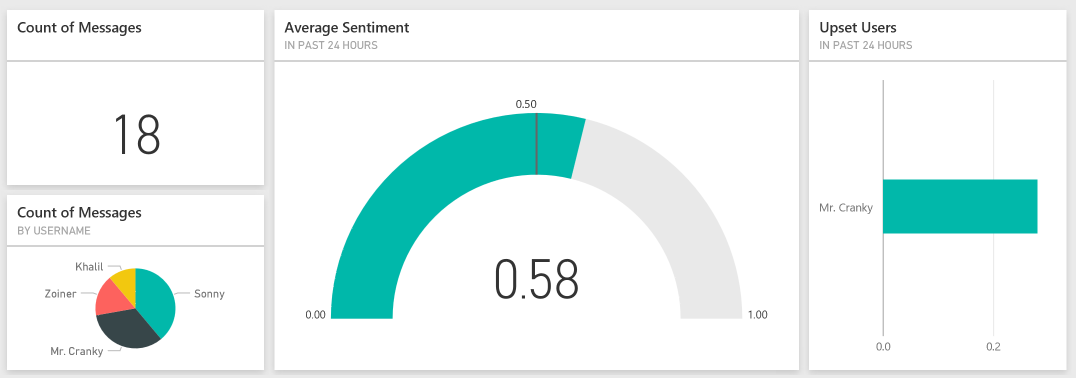 Count of Messages
18
Count of Messages
BY USERNAME
Khalil
Zoiner
Sonny
Mr. Cranky
Average Sentiment
IN PAST 24 HOURS
0.50
0.58
0.00
1.00
Upset Users
IN PAST 24 HOURS
Mr. Cranky
0.0
0.2